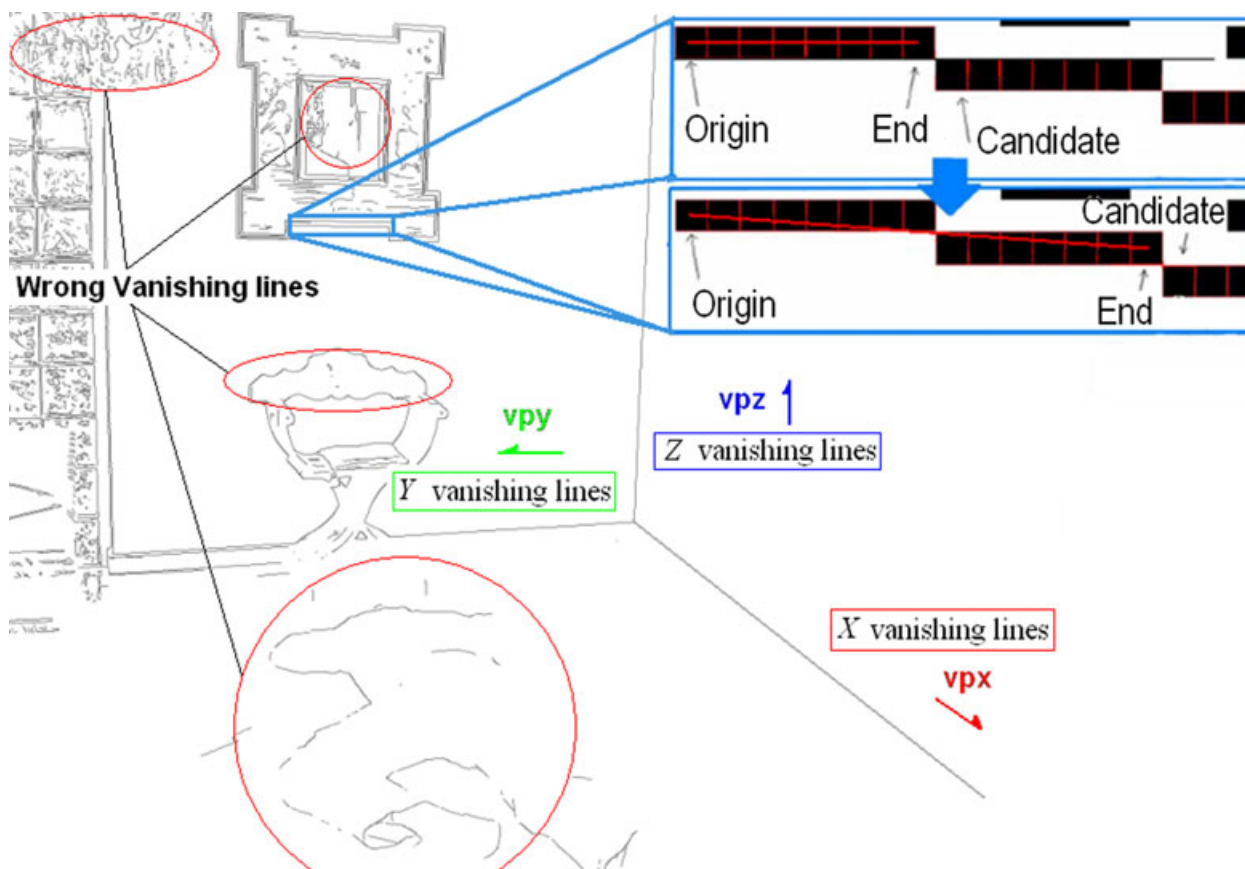 Origin
End
Candidate
Candidate
Origin
End
Wrong Vanishing lines
vpz
Z vanishing lines
vpy
Y vanishing lines
X vanishing lines
vpx